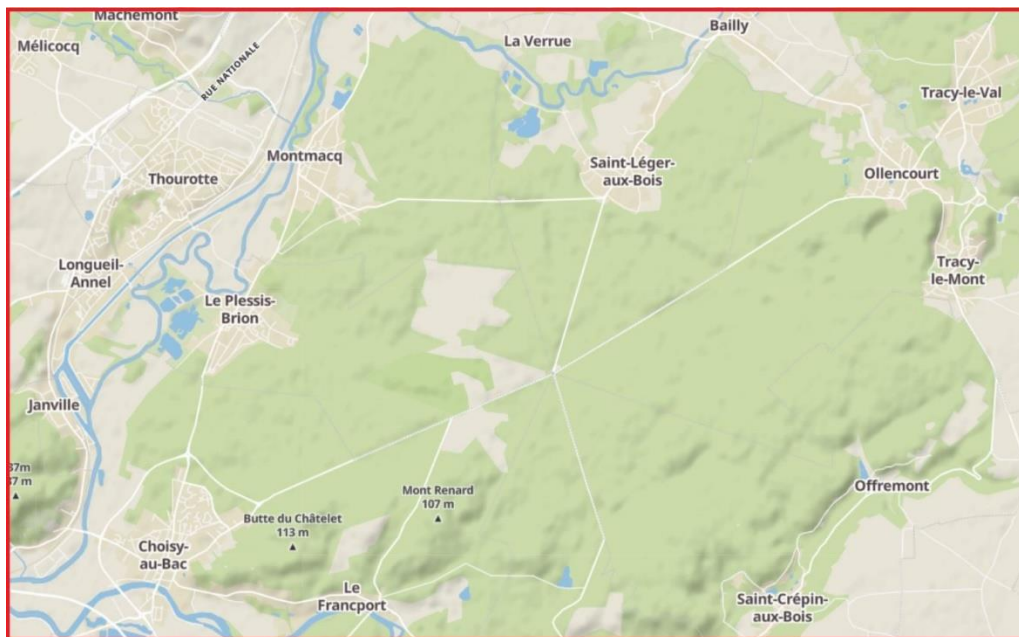 Machemont
Bailly
La Verrue
Mélicocq
RUE NATIONALE
Tracy-le-Val
Montmacq
Saint-Léger-
aux-Bois
Thourotte
Ollencourt
Longueil-
Annel
Tracy-
le-Mont
Le Plessis-
Brion
Janville
37m
37 m
Mont Renard
107 m
Offremont
Butte du Châtelet
113 m
Choisy-
au-Bac
Le
Francport
Saint-Crépin-
aux-Bois